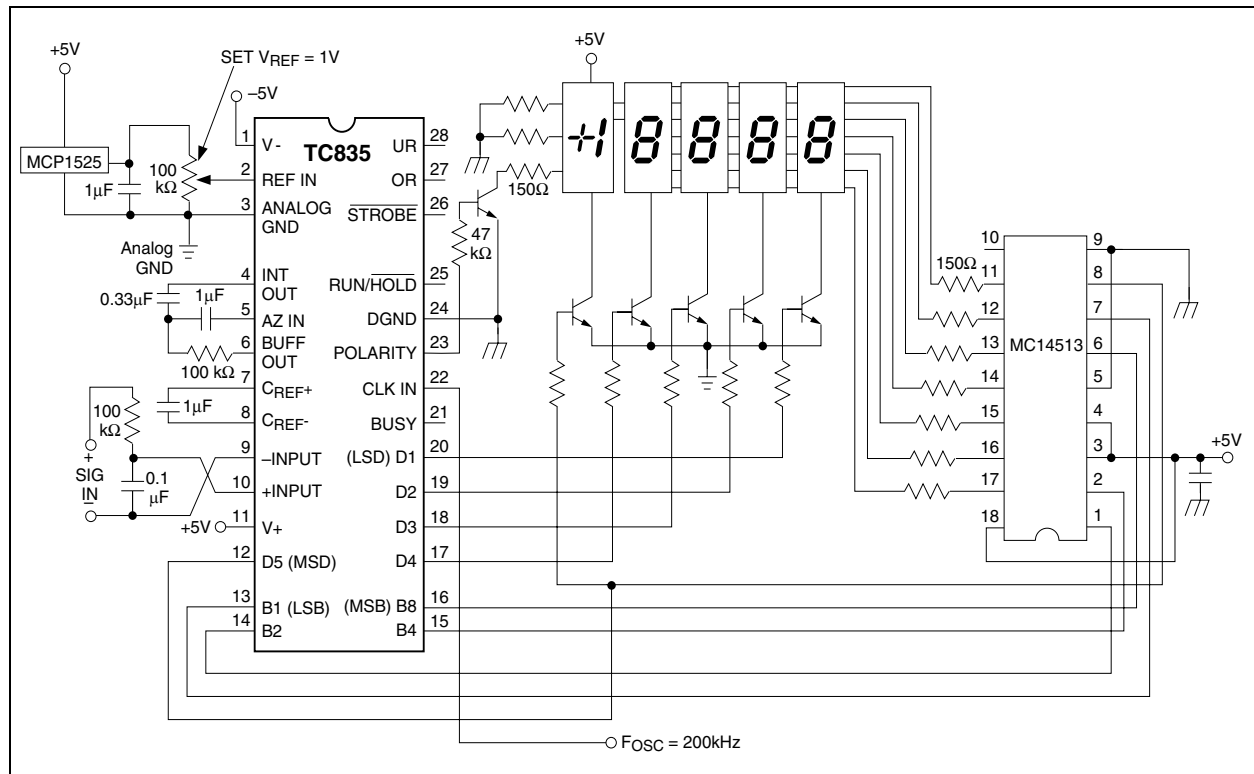 +5V
SET VREF = 1V
–5V
MCP1525
1μF
100
kΩ
Analog
GND
0.33μF
1μF
100 kΩ
1μF
100
kΩ
+
SIG
IN
–
0.1
μF
+5V
TC835
1 V-
2 REF IN
3 ANALOG
GND
4 INT
OUT
5 AZ IN
6 BUFF
OUT
7 CREF+
8 CREF-
9 –INPUT
10 +INPUT
11 V+
12 D5 (MSD)
13 B1 (LSB)
14 B2
UR 28
OR 27
STROBE 26
RUN/HOLD 25
DGND 24
POLARITY 23
CLK IN 22
BUSY 21
(LSD) D1 20
D2 19
D3 18
D4 17
(MSB) B8 16
B4 15
+5V
+1 8 8 8 8
150Ω
47
kΩ
150Ω
MC14513
10
11
12
13
14
15
16
17
18
9
8
7
6
5
4
3
2
1
+5V
FOSC = 200kHz